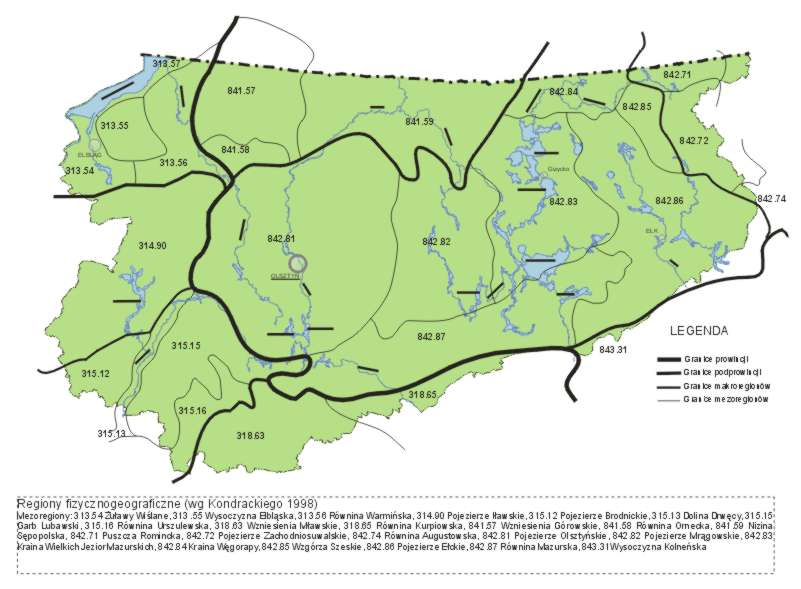 313.57
842.71
841.57
842.84
842.85
313.55
841.59
842.72
ELBLĄG
841.58
313.56
313.54
Giżycko
842.74
842.83
842.86
ELK
314.90
842.81
842.82
OLSZTYN
842.87
LEGENDA
315.15
843.31
Granice prowincji
Granice podprowincji
315.12
Granice makroregionów
318.65
Granice mezoregionów
315.16
315.13
318.63
Regiony fizycznogeograficzne (wg Kondrackiego 1998)
Mezoregiony: 313.54 Żuławy Wiślane, 313 .55 Wysoczyzna Elbląska, 313.56 Równina Warmińska, 314.90 Pojezierze Iławskie, 315.12 Pojezierze Brodnickie, 315.13 Dolina Drwęcy, 315.15
Garb Lubawski, 315.16 Równina Urszulewska, 318.63 Wzniesienia Mławskie, 318.65 Równina Kurpiowska, 841.57 Wzniesienia Górowskie, 841.58 Równina Ornecka, 841.59 Nizina
Sępopolska, 842.71 Puszcza Romincka, 842.72 Pojezierze Zachodniosuwalskie, 842.74 Równina Augustowska, 842.81 Pojezierze Olsztyńskie, 842.82 Pojezierze Mrągowskie, 842.83
Kraina Wielkich Jezior Mazurskich, 842.84 Kraina Węgorapy, 842.85 Wzgórza Szeskie, 842.86 Pojezierze Ełckie, 842.87 Równina Mazurska, 843.31 Wysoczyzna Kolneńska